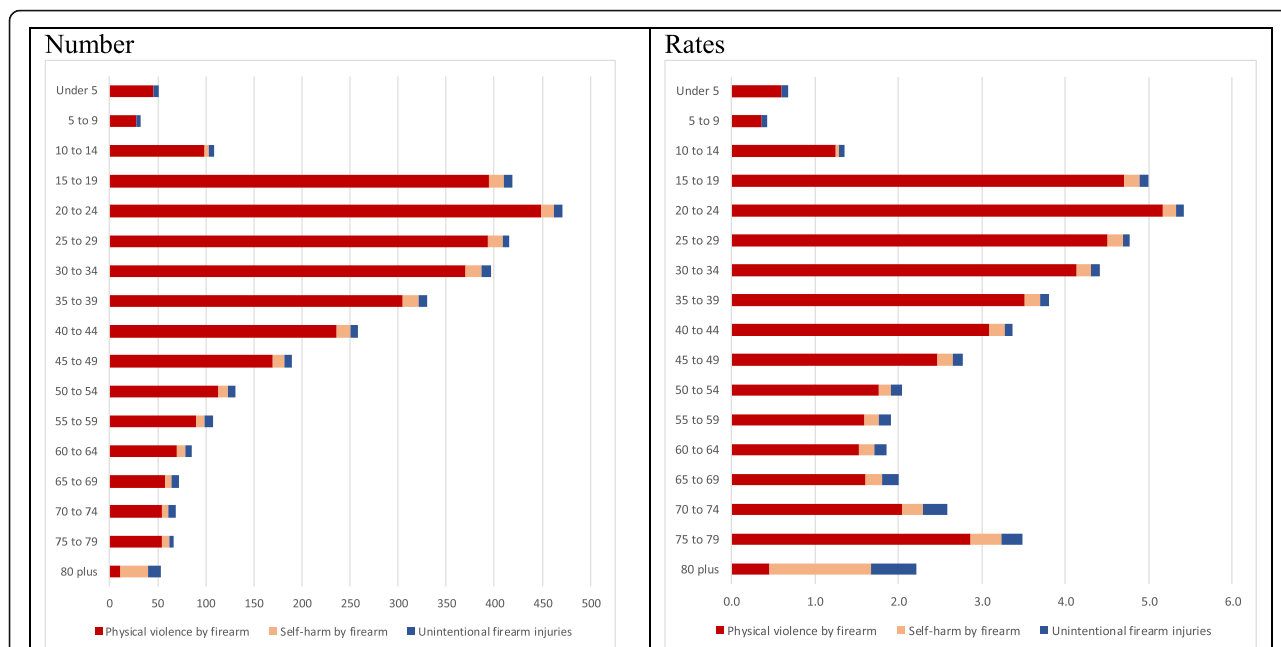 Number
Under 5
5 to 9
10 to 14
15 to 19
20 to 24
25 to 29
30 to 34
35 to 39
40 to 44
45 to 49
50 to 54
55 to 59
60 to 64
65 to 69
70 to 74
75 to 79
80 plus
0 50 100 150 200 250 300 350 400 450 500
Physical violence by firearm Self-harm by firearm Unintentional firearm injuries
Rates
Under 5
5 to 9
10 to 14
15 to 19
20 to 24
25 to 29
30 to 34
35 to 39
40 to 44
45 to 49
50 to 54
55 to 59
60 to 64
65 to 69
70 to 74
75 to 79
80 plus
0.0 1.0 2.0 3.0 4.0 5.0 6.0
Physical violence by firearm Self-harm by firearm Unintentional firearm injuries